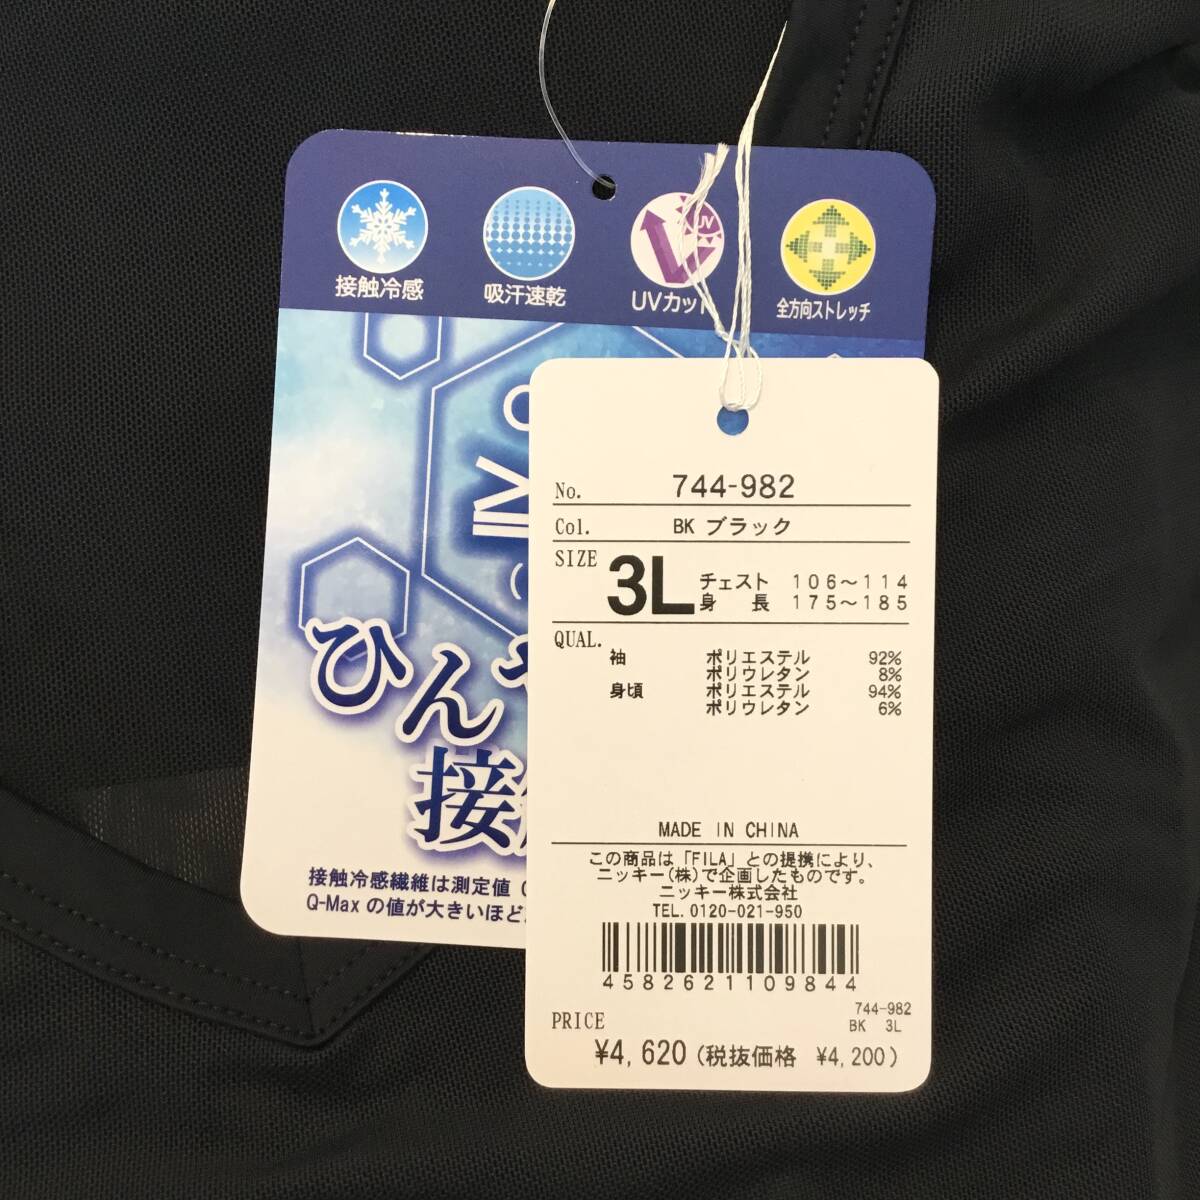 接触冷感
吸汗速乾
UVカット
全方向ストレッチ
ひんや
接触
接触冷感繊維は測定値
Q-Max の値が大きいほど
No. 744-982
Col. BK ブラック
SIZE 3L チェスト 106～114
身 長 175～185
QUAL.
袖 ポリエステル 92%
ポリウレタン 8%
身頃 ポリエステル 94%
ポリウレタン 6%
MADE IN CHINA
この商品は「FILA」との提携により、
ニッキー(株)で企画したものです。
ニッキー株式会社
TEL. 0120-021-950
4582621109844
744-982
BK 3L
PRICE
¥4,620 (税抜価格 ¥4,200)